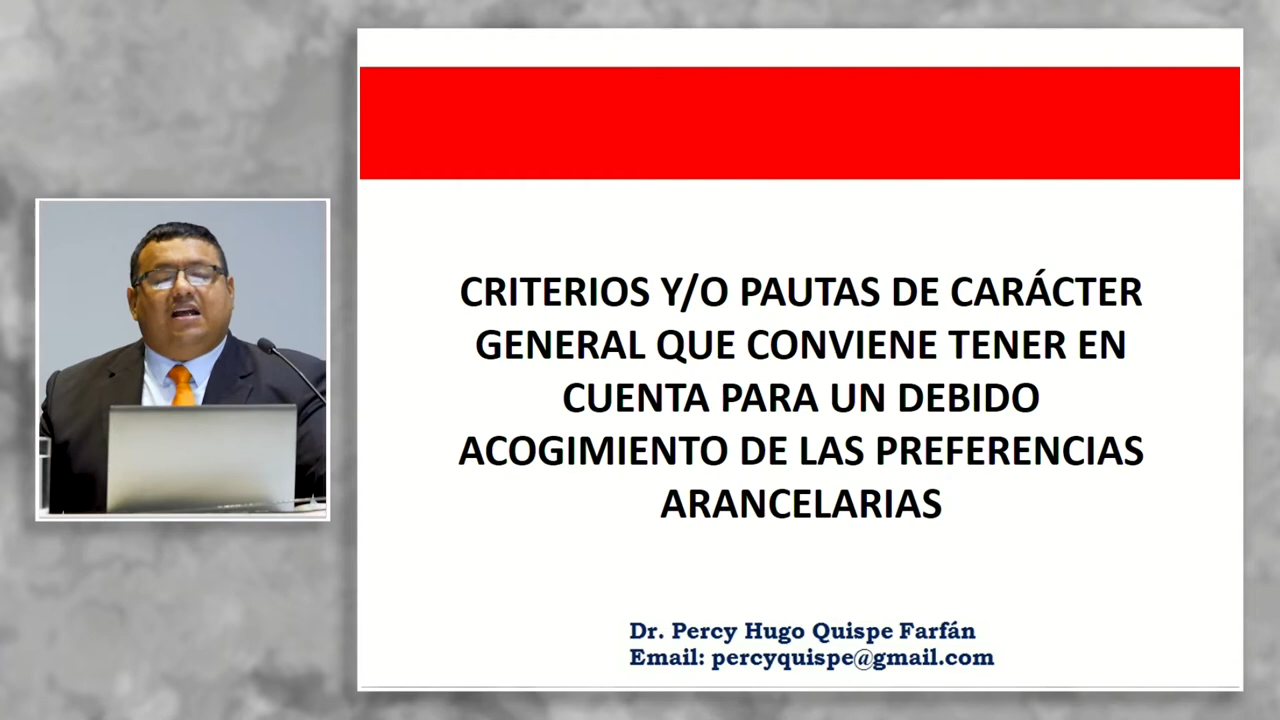 CRITERIOS Y/O PAUTAS DE CARÁCTER
GENERAL QUE CONVIENE TENER EN
CUENTA PARA UN DEBIDO
ACOGIMIENTO DE LAS PREFERENCIAS
ARANCELARIAS
Dr. Percy Hugo Quispe Farfán
Email: percyquispe@gmail.com